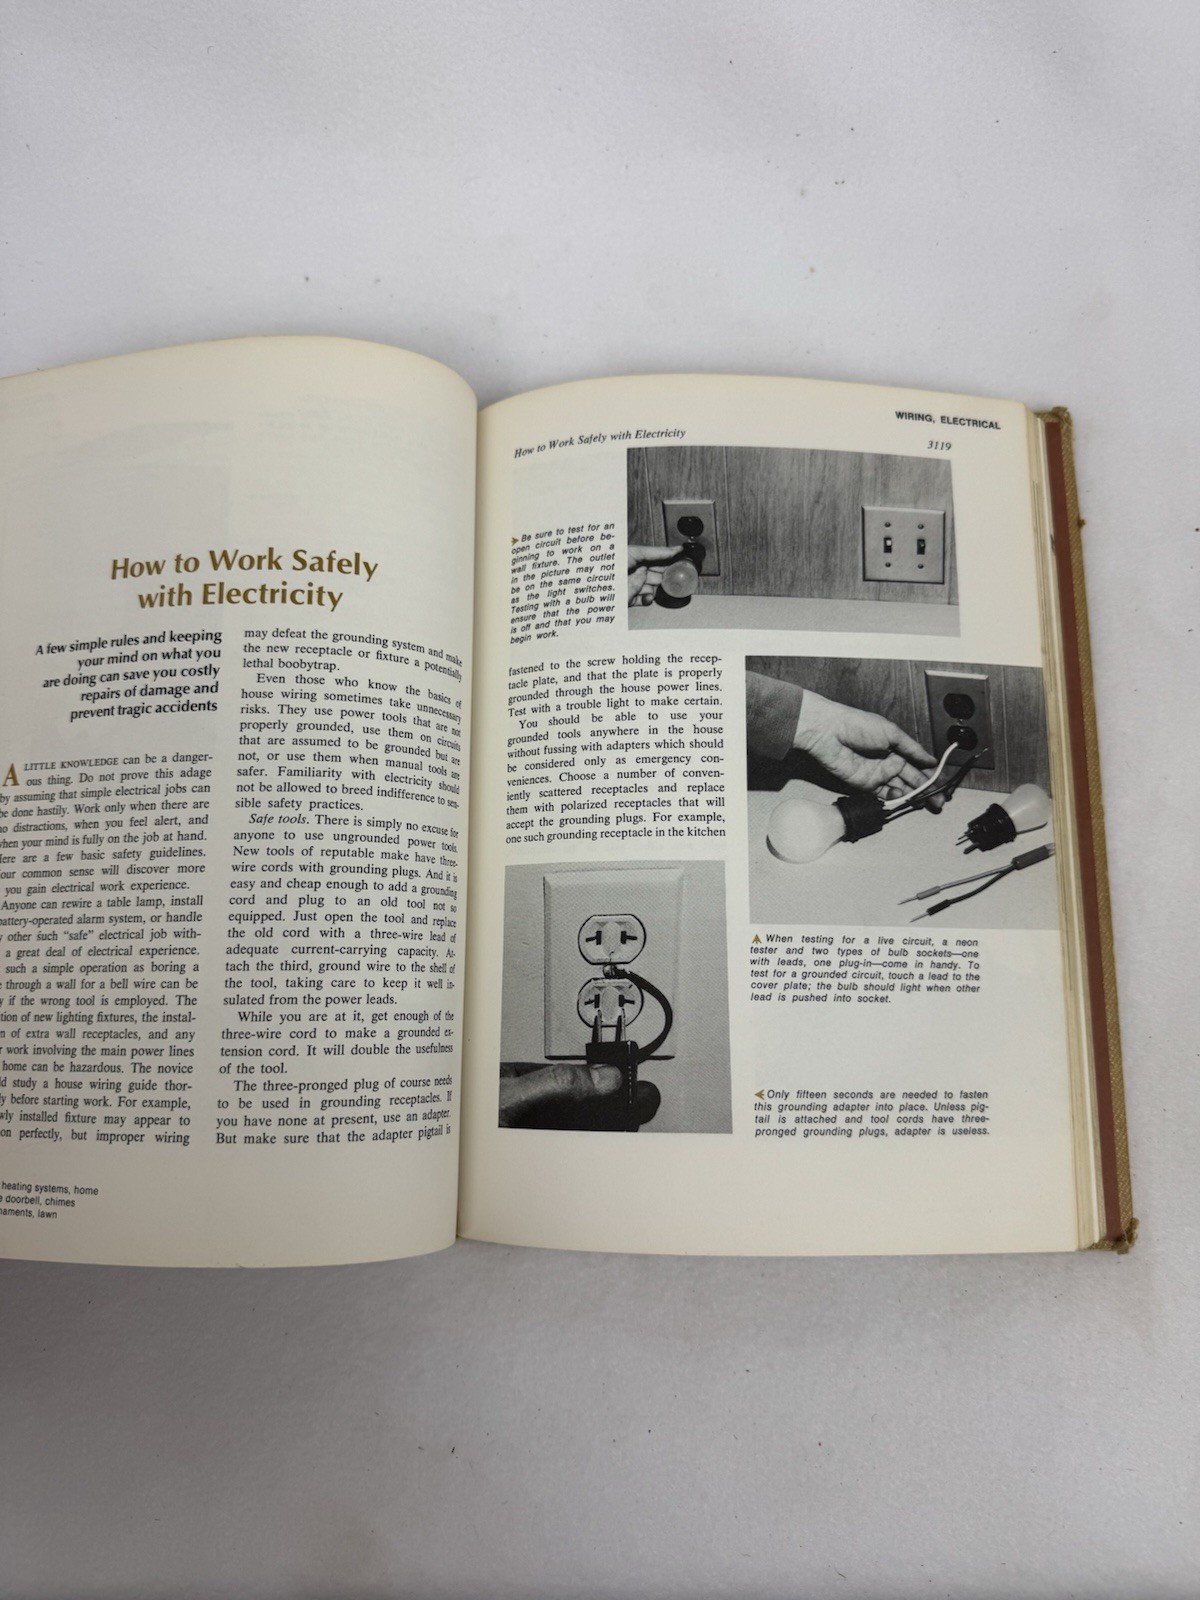 How to Work Safely
with Electricity
A few simple rules and keeping
your mind on what you
are doing can save you costly
repairs of damage and
prevent tragic accidents
A LITTLE KNOWLEDGE can be a danger-
ous thing. Do not prove this adage
by assuming that simple electrical jobs can
be done hastily. Work only when there are
no distractions, when you feel alert, and
when your mind is fully on the job at hand.
Here are a few basic safety guidelines.
our common sense will discover more
you gain electrical work experience.
Anyone can rewire a table lamp, install
battery-operated alarm system, or handle
other such “safe” electrical job with-
a great deal of electrical experience.
such a simple operation as boring a
through a wall for a bell wire can be
if the wrong tool is employed. The
tion of new lighting fixtures, the instal-
n of extra wall receptacles, and any
work involving the main power lines
home can be hazardous. The novice
ld study a house wiring guide thor-
ly before starting work. For example,
wly installed fixture may appear to
on perfectly, but improper wiring
heating systems, home
doorbell, chimes
naments, lawn
may defeat the grounding system and make
the new receptacle or fixture a potentially
lethal boobytrap.
Even those who know the basics of
house wiring sometimes take unnecessary
risks. They use power tools that are not
properly grounded, use them on circuits
that are assumed to be grounded but are
not, or use them when manual tools are
safer. Familiarity with electricity should
not be allowed to breed indifference to sen-
sible safety practices.
Safe tools. There is simply no excuse for
anyone to use ungrounded power tools.
New tools of reputable make have three-
wire cords with grounding plugs. And it is
easy and cheap enough to add a grounding
cord and plug to an old tool not so
equipped. Just open the tool and replace
the old cord with a three-wire lead of
adequate current-carrying capacity. At-
tach the third, ground wire to the shell of
the tool, taking care to keep it well in-
sulated from the power leads.
While you are at it, get enough of the
three-wire cord to make a grounded ex-
tension cord. It will double the usefulness
of the tool.
The three-pronged plug of course needs
to be used in grounding receptacles. If
you have none at present, use an adapter.
But make sure that the adapter pigtail is
WIRING, ELECTRICAL
How to Work Safely with Electricity
3119
Be sure to test for an
open circuit before be-
ginning to work on a
wall fixture. The outlet
in the picture may not
be on the same circuit
as the light switches.
Testing with a bulb will
ensure that the power
is off and that you may
begin work.
fastened to the screw holding the recep-
tacle plate, and that the plate is properly
grounded through the house power lines.
Test with a trouble light to make certain.
You should be able to use your
grounded tools anywhere in the house
without fussing with adapters which should
be considered only as emergency con-
veniences. Choose a number of conven-
iently scattered receptacles and replace
them with polarized receptacles that will
accept the grounding plugs. For example,
one such grounding receptacle in the kitchen
When testing for a live circuit, a neon
tester and two types of bulb sockets—one
with leads, one plug-in—come in handy. To
test for a grounded circuit, touch a lead to the
cover plate; the bulb should light when other
lead is pushed into socket.
Only fifteen seconds are needed to fasten
this grounding adapter into place. Unless pig-
tail is attached and tool cords have three-
pronged grounding plugs, adapter is useless.